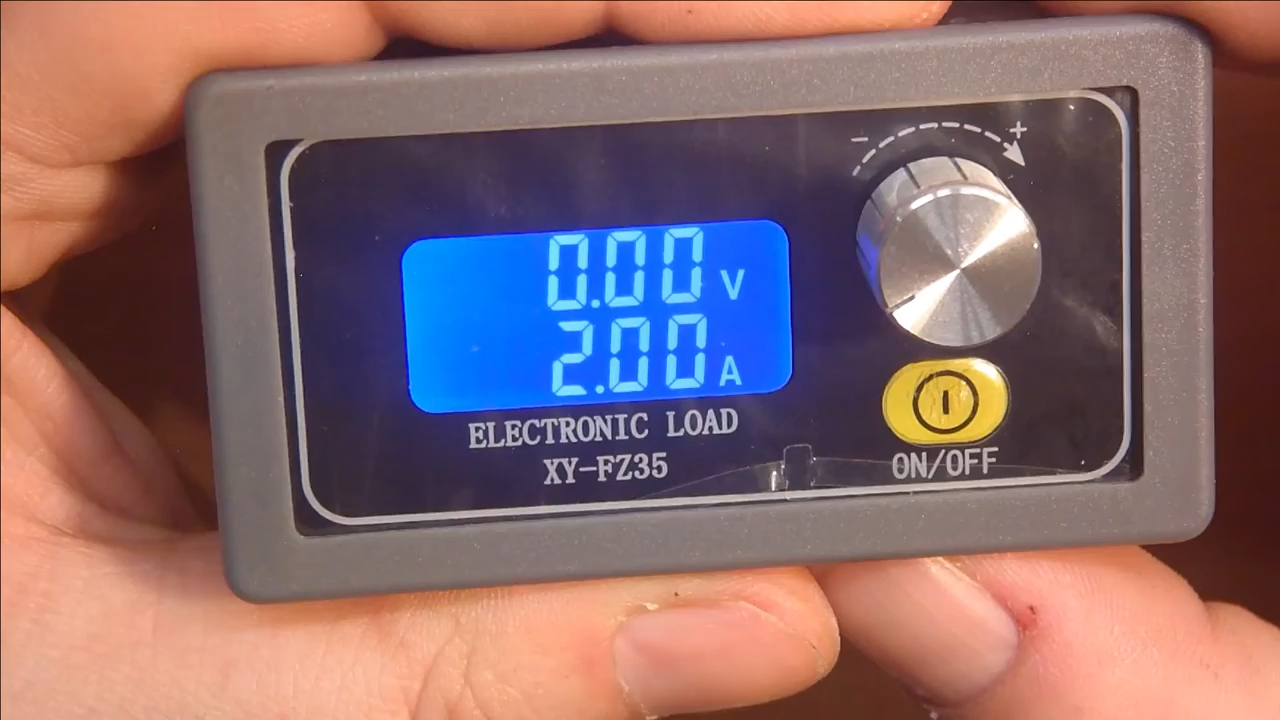 − +
0.00 V
2.00 A
ELECTRONIC LOAD
XY-FZ35
ON/OFF